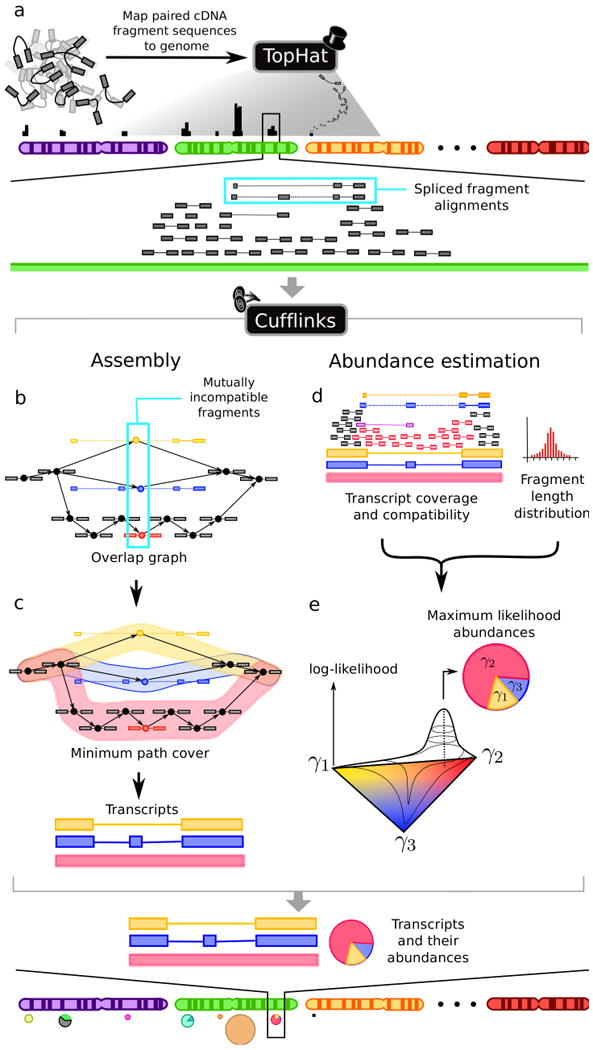 a
Map paired cDNA
fragment sequences
to genome
TopHat
Spliced fragment
alignments
Cufflinks
Assembly
Abundance estimation
b
Mutually
incompatible
fragments
Overlap graph
c
Minimum path cover
Transcripts
d
Transcript coverage
and compatibility
Fragment
length
distribution
e
Maximum likelihood
abundances
γ2
γ3
γ1
log-likelihood
γ1
γ2
γ3
Transcripts
and their
abundances